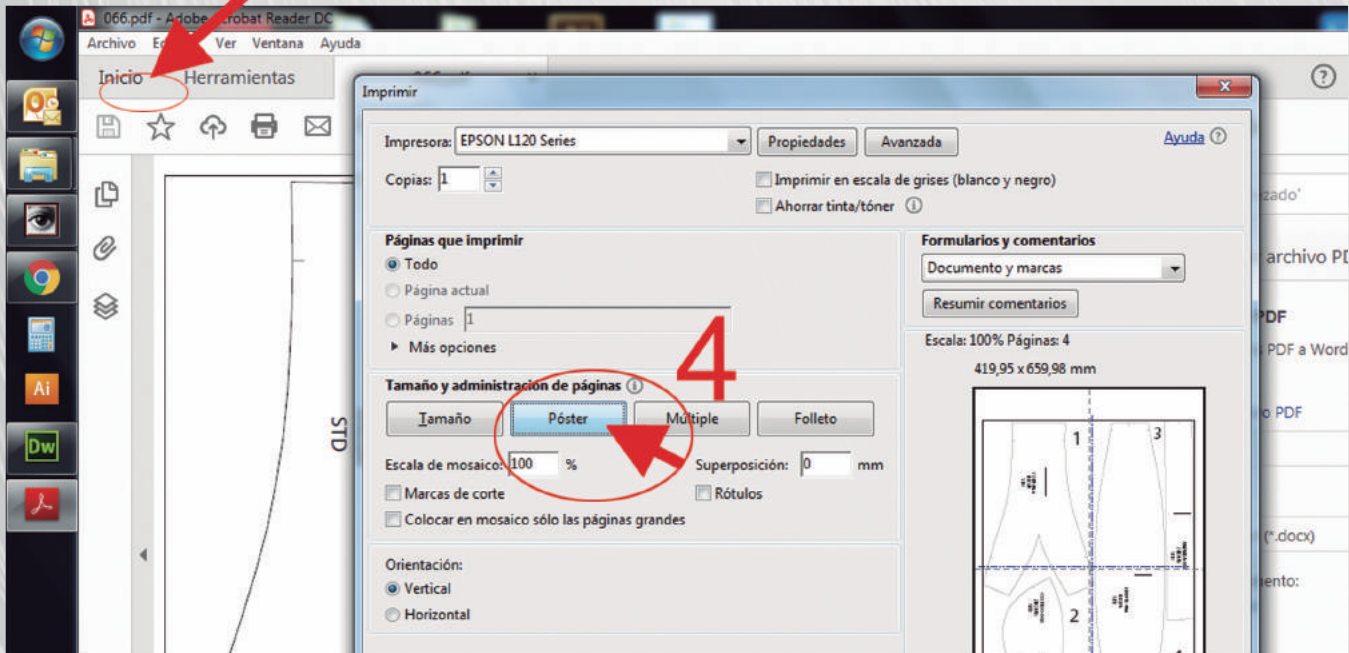 066.pdf - Adobe Acrobat Reader DC
Archivo Ed Ver Ventana Ayuda
Inicio Herramientas
Imprimir
Impresora: EPSON L120 Series Propiedades Avanzada Ayuda
Copias: 1 Imprimir en escala de grises (blanco y negro)
Ahorrar tinta/tóner
zado'
Páginas que imprimir
Todo
Página actual
Páginas 1
Más opciones
Formularios y comentarios
Documento y marcas
Resumir comentarios
archivo PD
PDF
PDF a Word
o PDF
(*.docx)
ento:
Escala: 100% Páginas: 4
419,95 x 659,98 mm
4
Tamaño y administración de páginas
Tamaño Póster Múltiple Folleto
Escala de mosaico: 100 % Superposición: 0 mm
Marcas de corte Rótulos
Colocar en mosaico sólo las páginas grandes
Orientación:
Vertical
Horizontal
STD
1 3
2
Ai
Dw